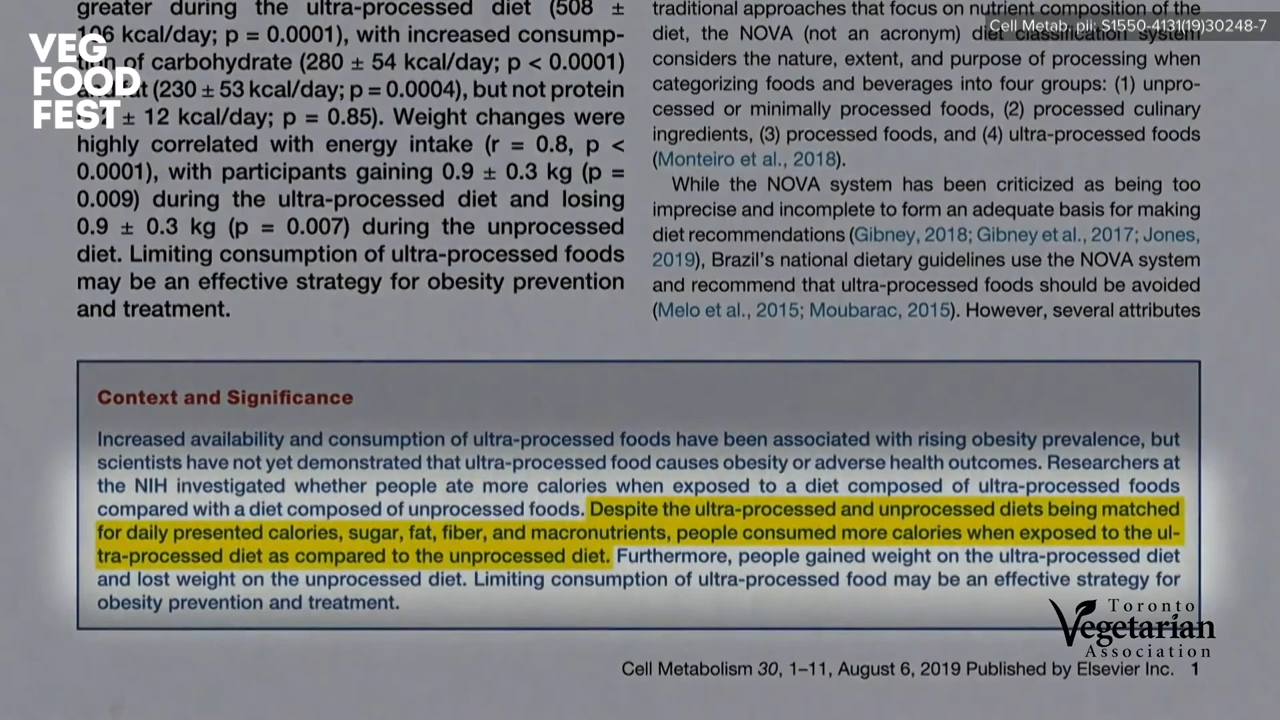 VEG
FOOD
FEST
Cell Metab. pii: S1550-4131(19)30248-7
greater during the ultra-processed diet (508 ±
106 kcal/day; p = 0.0001), with increased consump-
tion of carbohydrate (280 ± 54 kcal/day; p < 0.0001)
and fat (230 ± 53 kcal/day; p = 0.0004), but not protein
± 12 kcal/day; p = 0.85). Weight changes were
highly correlated with energy intake (r = 0.8, p <
0.0001), with participants gaining 0.9 ± 0.3 kg (p =
0.009) during the ultra-processed diet and losing
0.9 ± 0.3 kg (p = 0.007) during the unprocessed
diet. Limiting consumption of ultra-processed foods
may be an effective strategy for obesity prevention
and treatment.
traditional approaches that focus on nutrient composition of the
diet, the NOVA (not an acronym) diet classification system
considers the nature, extent, and purpose of processing when
categorizing foods and beverages into four groups: (1) unpro-
cessed or minimally processed foods, (2) processed culinary
ingredients, (3) processed foods, and (4) ultra-processed foods
(Monteiro et al., 2018).
While the NOVA system has been criticized as being too
imprecise and incomplete to form an adequate basis for making
diet recommendations (Gibney, 2018; Gibney et al., 2017; Jones,
2019), Brazil's national dietary guidelines use the NOVA system
and recommend that ultra-processed foods should be avoided
(Melo et al., 2015; Moubarac, 2015). However, several attributes
Context and Significance
Increased availability and consumption of ultra-processed foods have been associated with rising obesity prevalence, but
scientists have not yet demonstrated that ultra-processed food causes obesity or adverse health outcomes. Researchers at
the NIH investigated whether people ate more calories when exposed to a diet composed of ultra-processed foods
compared with a diet composed of unprocessed foods. Despite the ultra-processed and unprocessed diets being matched
for daily presented calories, sugar, fat, fiber, and macronutrients, people consumed more calories when exposed to the ul-
tra-processed diet as compared to the unprocessed diet. Furthermore, people gained weight on the ultra-processed diet
and lost weight on the unprocessed diet. Limiting consumption of ultra-processed food may be an effective strategy for
obesity prevention and treatment.
Toronto
Vegetarian
Association
Cell Metabolism 30, 1–11, August 6, 2019 Published by Elsevier Inc. 1